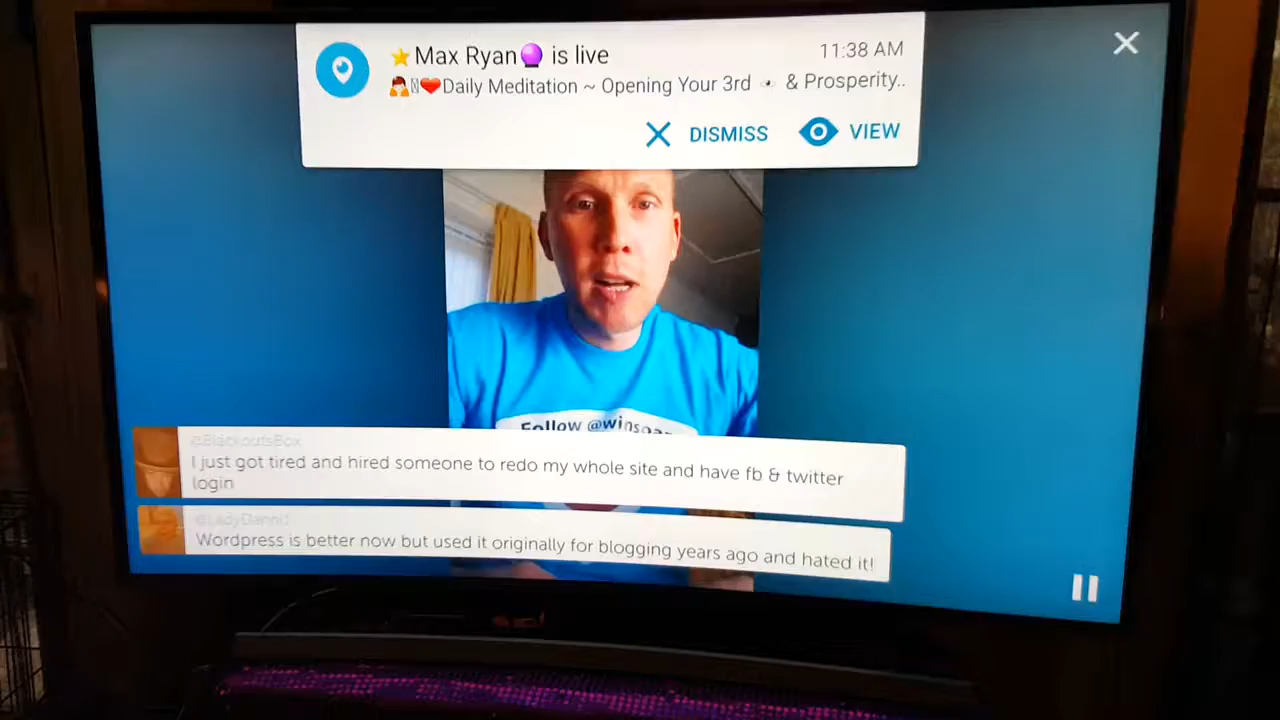 ⭐Max Ryan🔮 is live
11:38 AM
Daily Meditation ~ Opening Your 3rd 👁 & Prosperity..
DISMISS
VIEW
Follow
@BlackoutsBox
I just got tired and hired someone to redo my whole site and have fb & twitter
login
@LadyDanni1
Wordpress is better now but used it originally for blogging years ago and hated it!